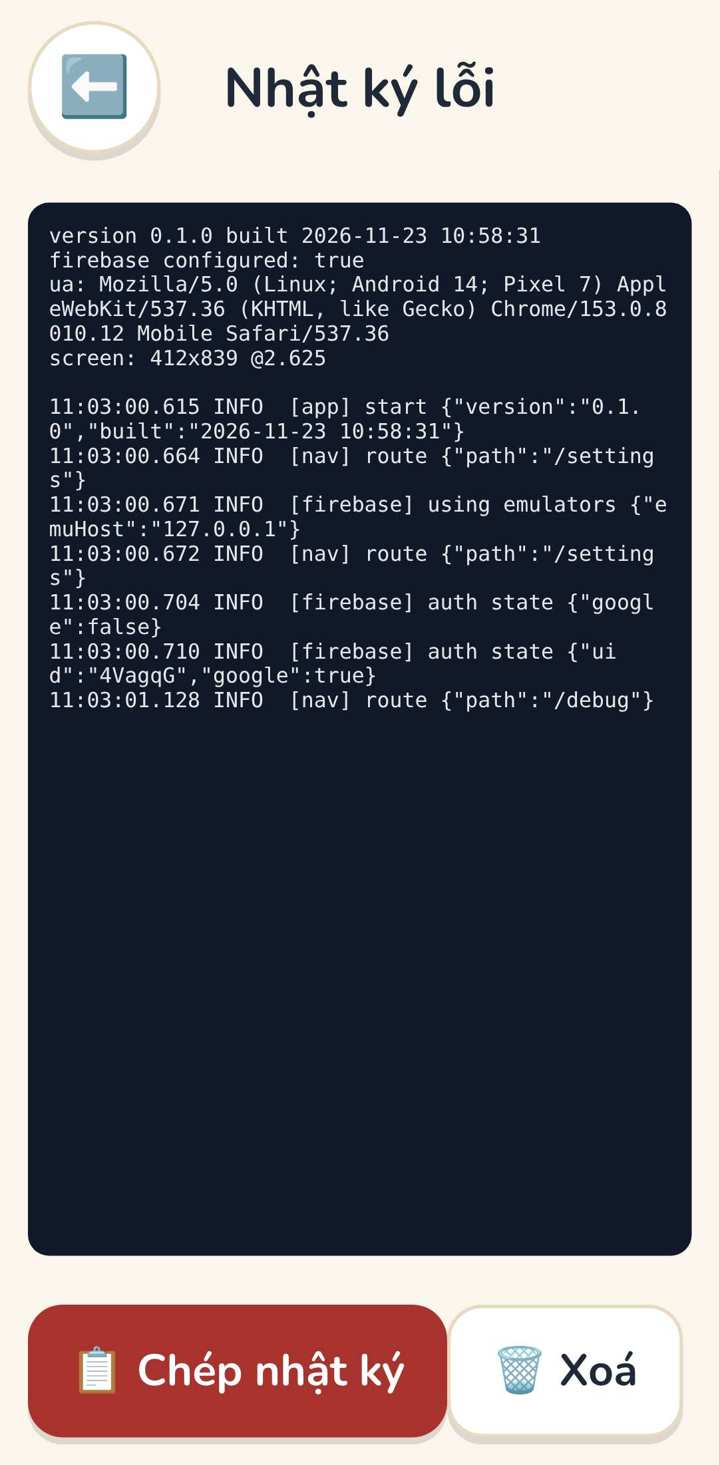 Nhật ký lỗi
version 0.1.0 built 2026-11-23 10:58:31
firebase configured: true
ua: Mozilla/5.0 (Linux; Android 14; Pixel 7) Appl
eWebKit/537.36 (KHTML, like Gecko) Chrome/153.0.8
010.12 Mobile Safari/537.36
screen: 412x839 @2.625
11:03:00.615 INFO  [app] start {"version":"0.1.
0","built":"2026-11-23 10:58:31"}
11:03:00.664 INFO  [nav] route {"path":"/setting
s"}
11:03:00.671 INFO  [firebase] using emulators {"e
muHost":"127.0.0.1"}
11:03:00.672 INFO  [nav] route {"path":"/setting
s"}
11:03:00.704 INFO  [firebase] auth state {"googl
e":false}
11:03:00.710 INFO  [firebase] auth state {"ui
d":"4VagqG","google":true}
11:03:01.128 INFO  [nav] route {"path":"/debug"}
Chép nhật ký
Xoá